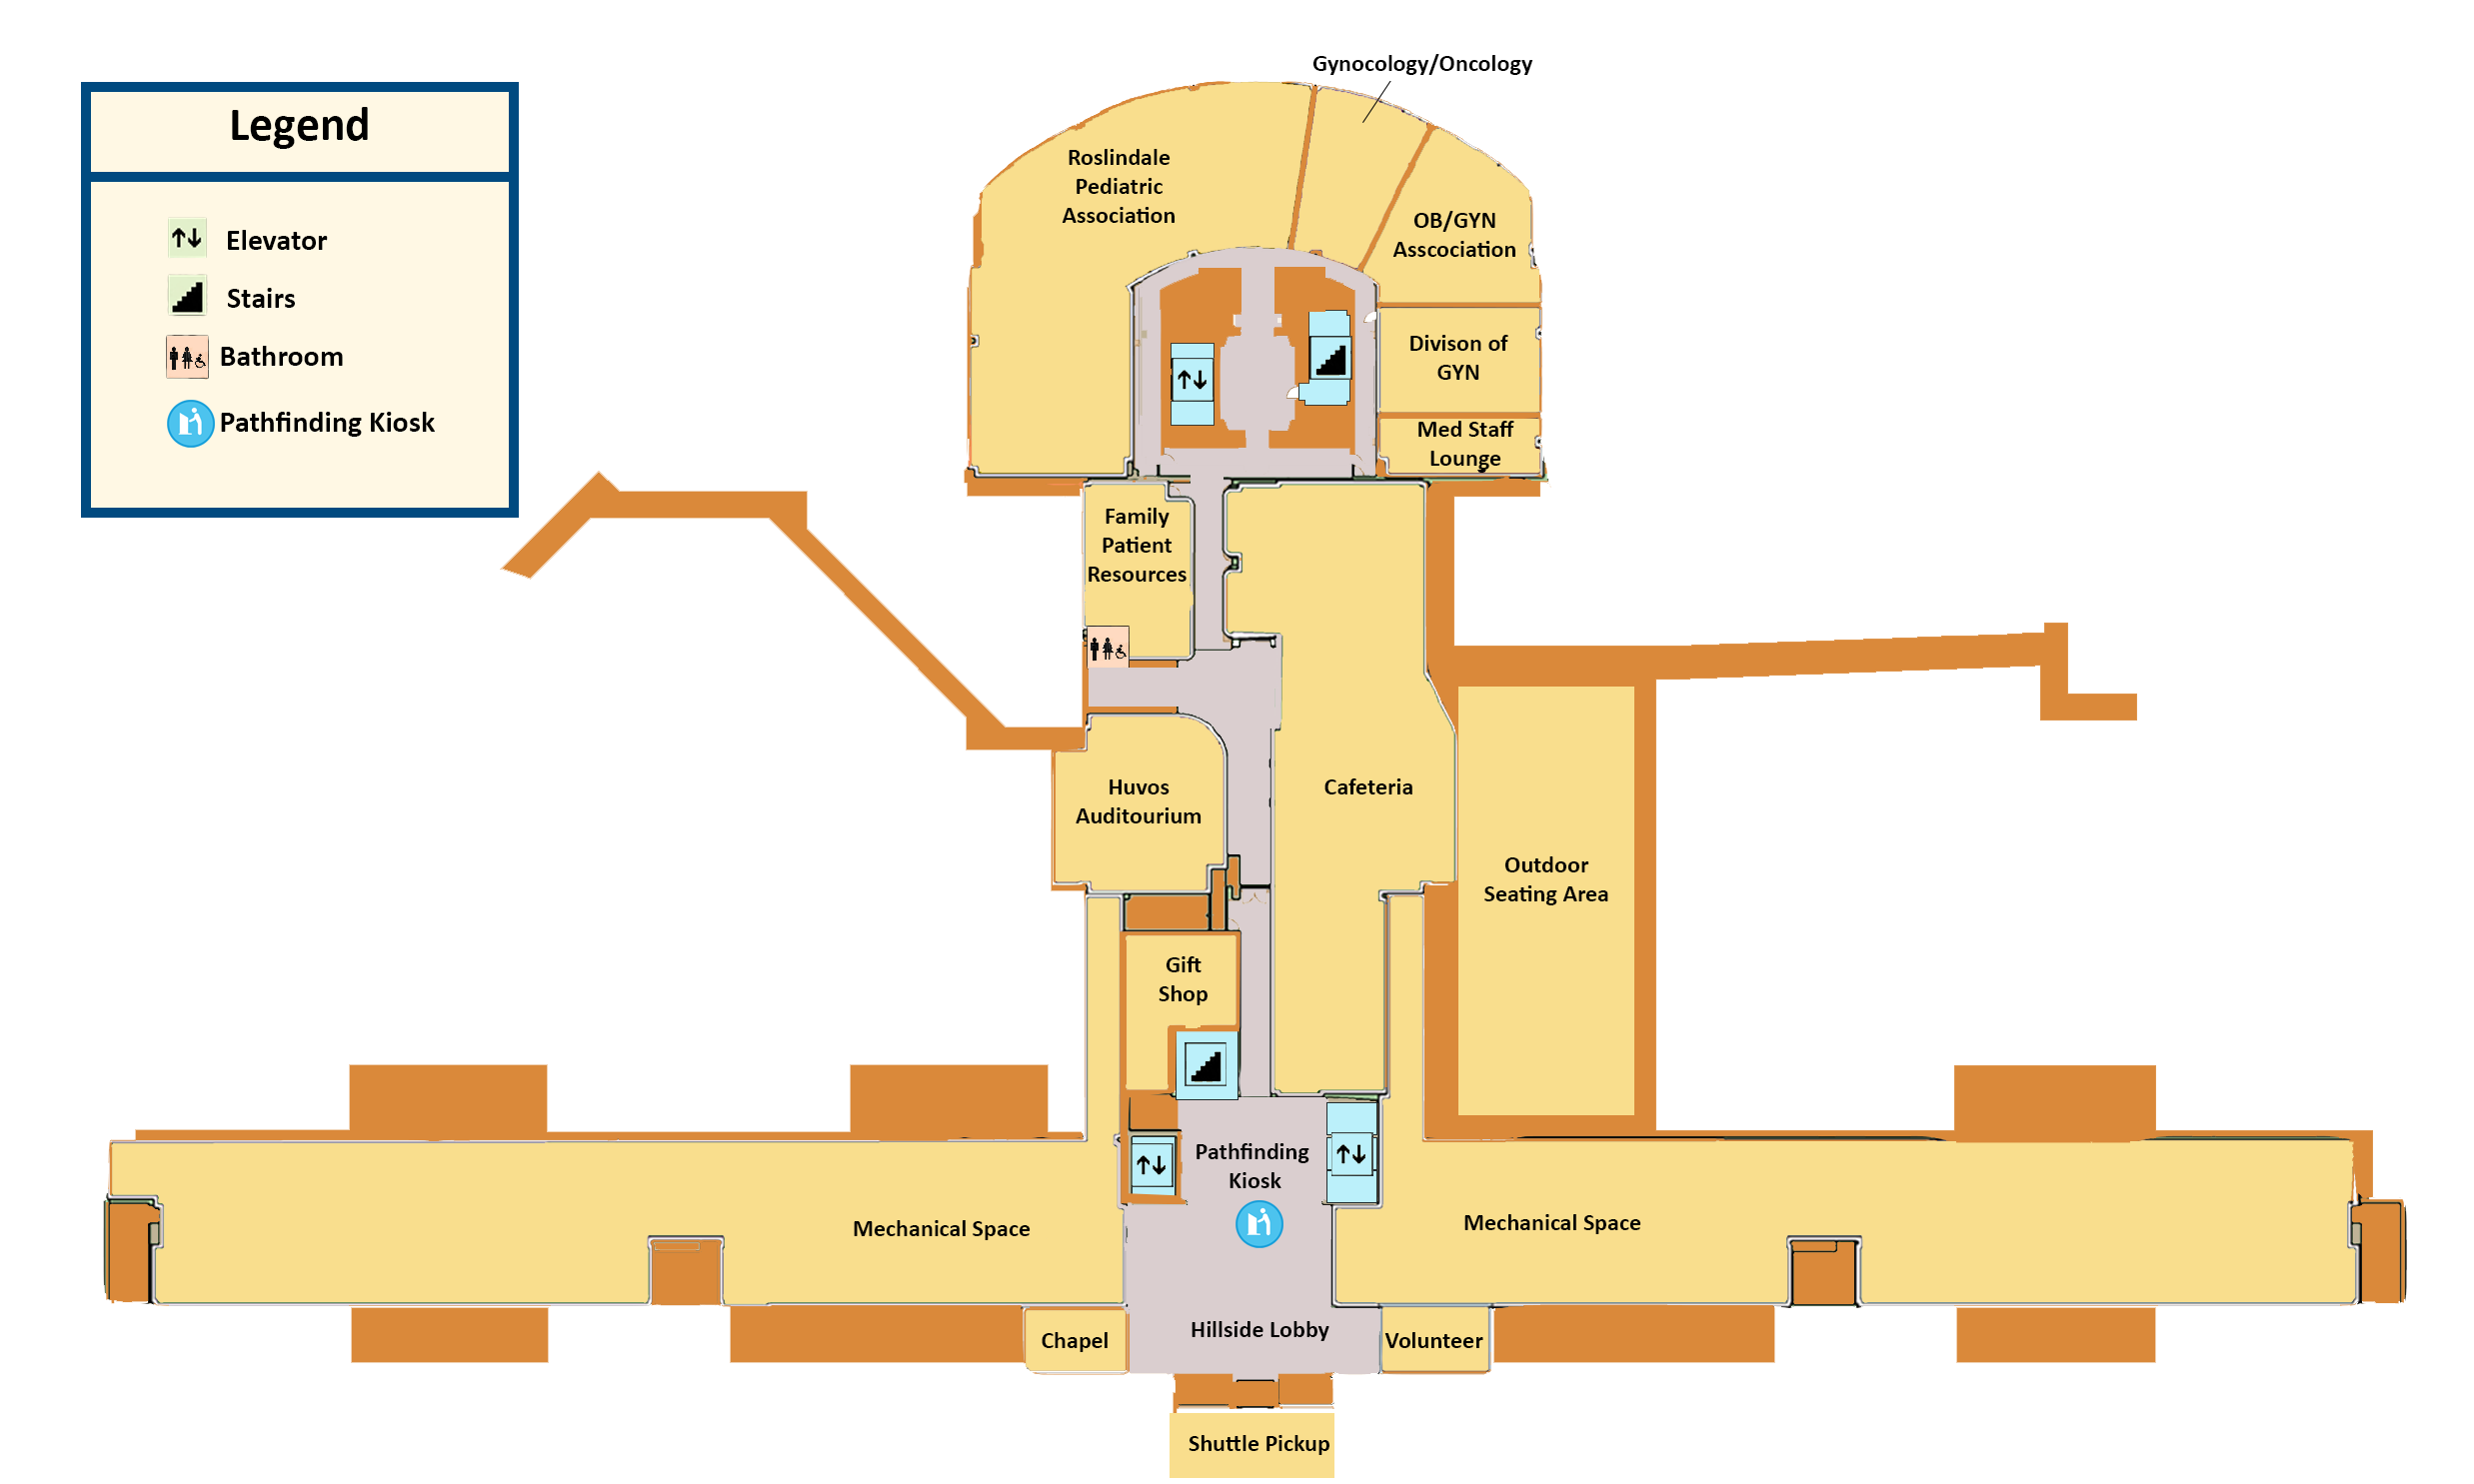 Gynocology/Oncology
Legend
Elevator
Stairs
Bathroom
Pathfinding Kiosk
Roslindale
Pediatric
Association
OB/GYN
Asscociation
Divison of
GYN
Med Staff
Lounge
Family
Patient
Resources
Huvos
Auditourium
Cafeteria
Outdoor
Seating Area
Gift
Shop
Pathfinding
Kiosk
Mechanical Space
Mechanical Space
Hillside Lobby
Chapel
Volunteer
Shuttle Pickup